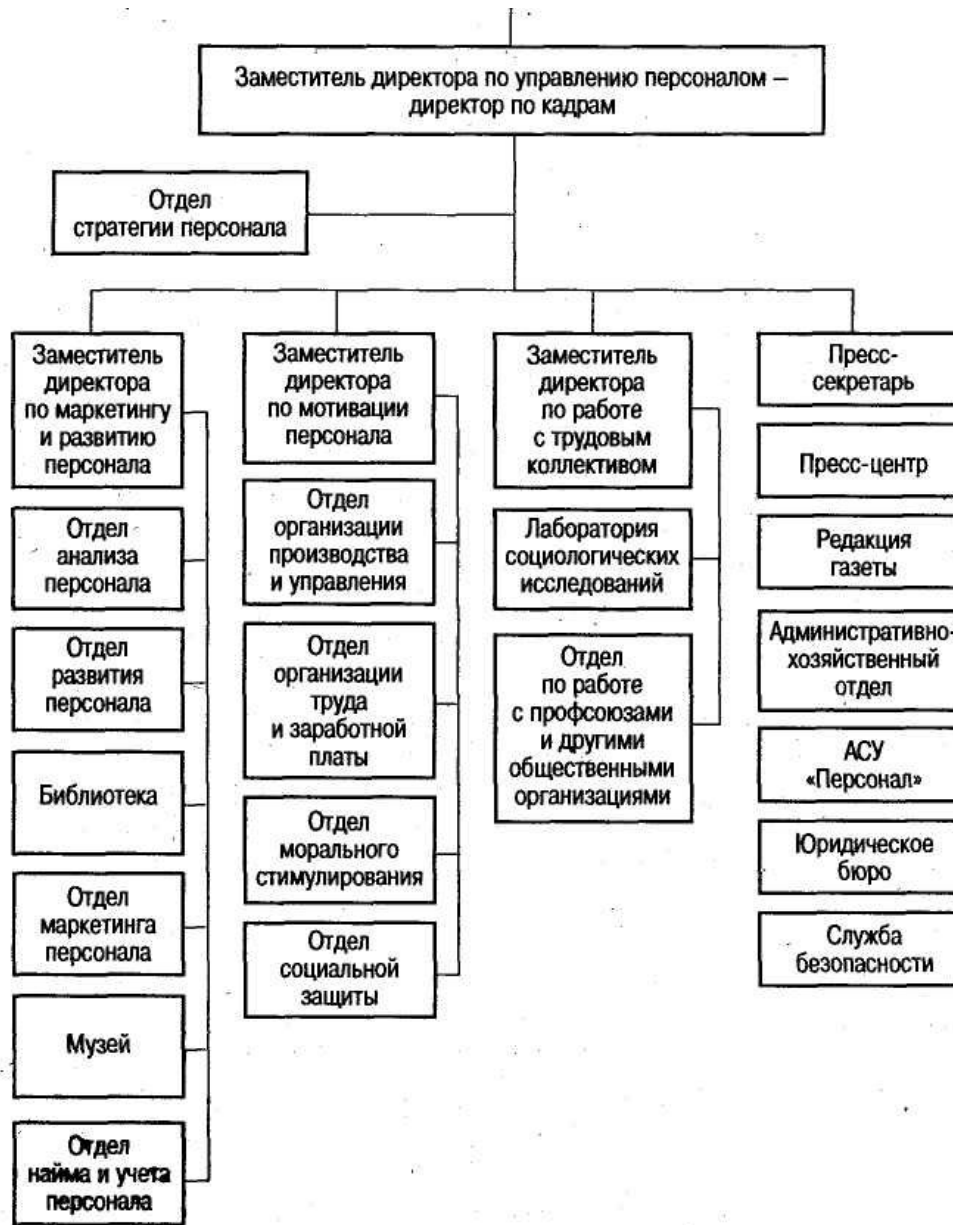 Заместитель директора по управлению персоналом –
директор по кадрам
Отдел
стратегии персонала
Заместитель
директора
по маркетингу
и развитию
персонала
Отдел
анализа
персонала
Отдел
развития
персонала
Библиотека
Отдел
маркетинга
персонала
Музей
Отдел
найма и учета
персонала
Заместитель
директора
по мотивации
персонала
Отдел
организации
производства
и управления
Отдел
организации
труда
и заработной
платы
Отдел
морального
стимулирования
Отдел
социальной
защиты
Заместитель
директора
по работе
с трудовым
коллективом
Лаборатория
социологических
исследований
Отдел
по работе
с профсоюзами
и другими
общественными
организациями
Пресс-
секретарь
Пресс-центр
Редакция
газеты
Административно-
хозяйственный
отдел
АСУ
«Персонал»
Юридическое
бюро
Служба
безопасности